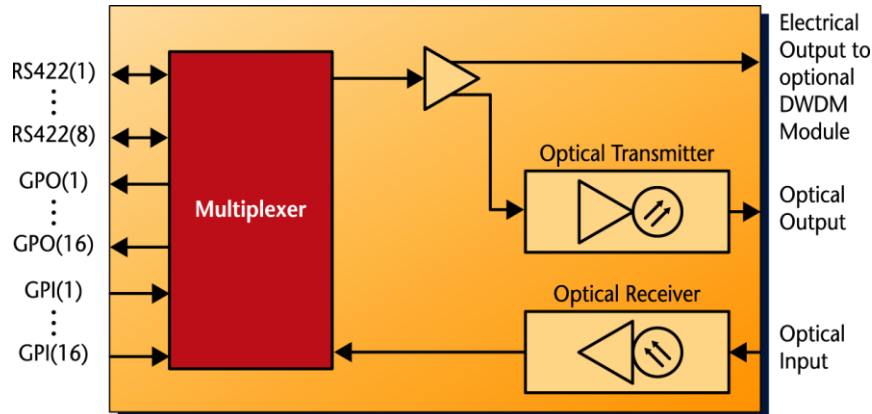 RS422(1)
RS422(8)
GPO(1)
GPO(16)
GPI(1)
GPI(16)
Multiplexer
Electrical
Output to
optional
DWDM
Module
Optical Transmitter
Optical
Output
Optical Receiver
Optical
Input